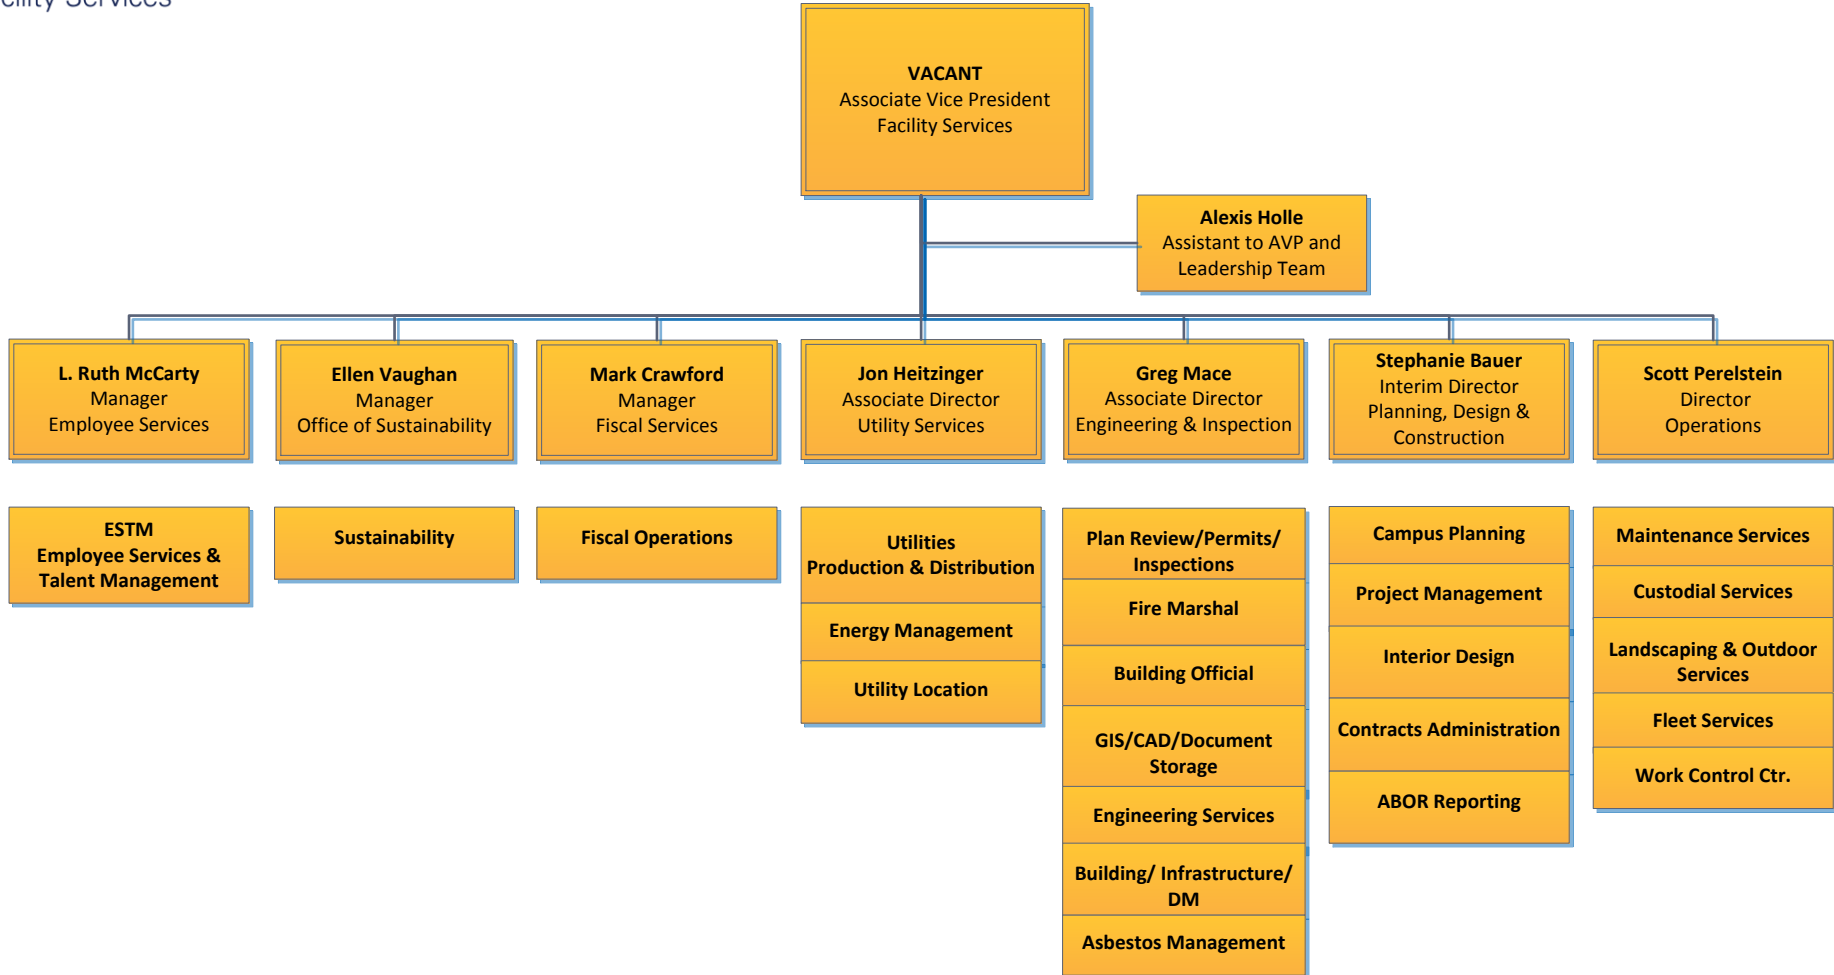 Services
VACANT
Associate Vice President
Facility Services
Alexis Holle
Assistant to AVP and
Leadership Team
L. Ruth McCarty
Manager
Employee Services
Ellen Vaughan
Manager
Office of Sustainability
Mark Crawford
Manager
Fiscal Services
Jon Heitzinger
Associate Director
Utility Services
Greg Mace
Associate Director
Engineering & Inspection
Stephanie Bauer
Interim Director
Planning, Design &
Construction
Scott Perelstein
Director
Operations
ESTM
Employee Services &
Talent Management
Sustainability
Fiscal Operations
Utilities
Production & Distribution
Energy Management
Utility Location
Plan Review/Permits/
Inspections
Fire Marshal
Building Official
GIS/CAD/Document
Storage
Engineering Services
Building/ Infrastructure/
DM
Asbestos Management
Campus Planning
Project Management
Interior Design
Contracts Administration
ABOR Reporting
Maintenance Services
Custodial Services
Landscaping & Outdoor
Services
Fleet Services
Work Control Ctr.